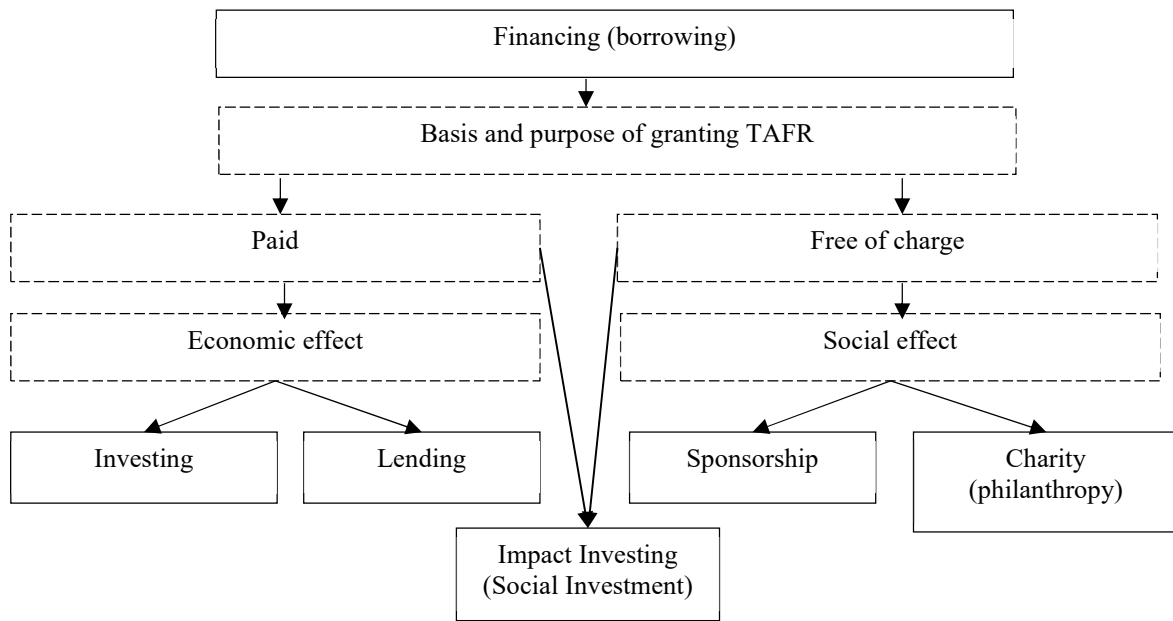 Financing (borrowing)
Basis and purpose of granting TAFR
Paid
Free of charge
Economic effect
Social effect
Investing
Lending
Sponsorship
Charity
(philanthropy)
Impact Investing
(Social Investment)